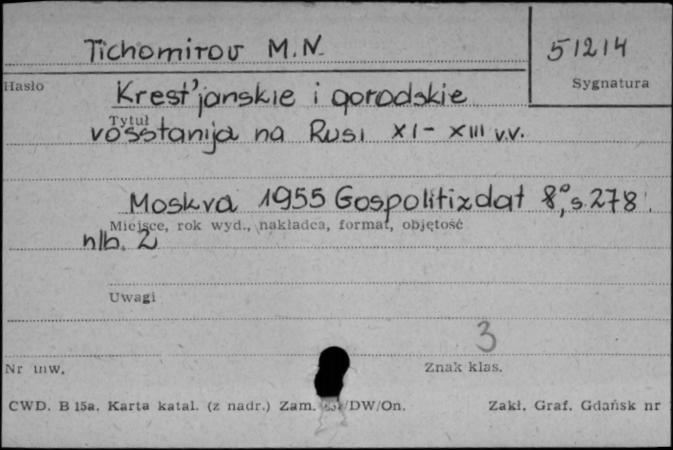 Tichomirov M.N. 51214
Hasło Sygnatura
Krest'janskie i gorodskie
Tytuł
vosstanija na Rusi XI-XIII v.v.
Moskva 1955 Gospolitizdat 8°, s. 278.
Miejsce, rok wyd., nakładca, format, objętość
nlb. 2
Uwagi
3
Nr inw. Znak klas.
CWD. B 15a. Karta katal. (z nadr.) Zam. /DW/On. Zakł. Graf. Gdańsk nr